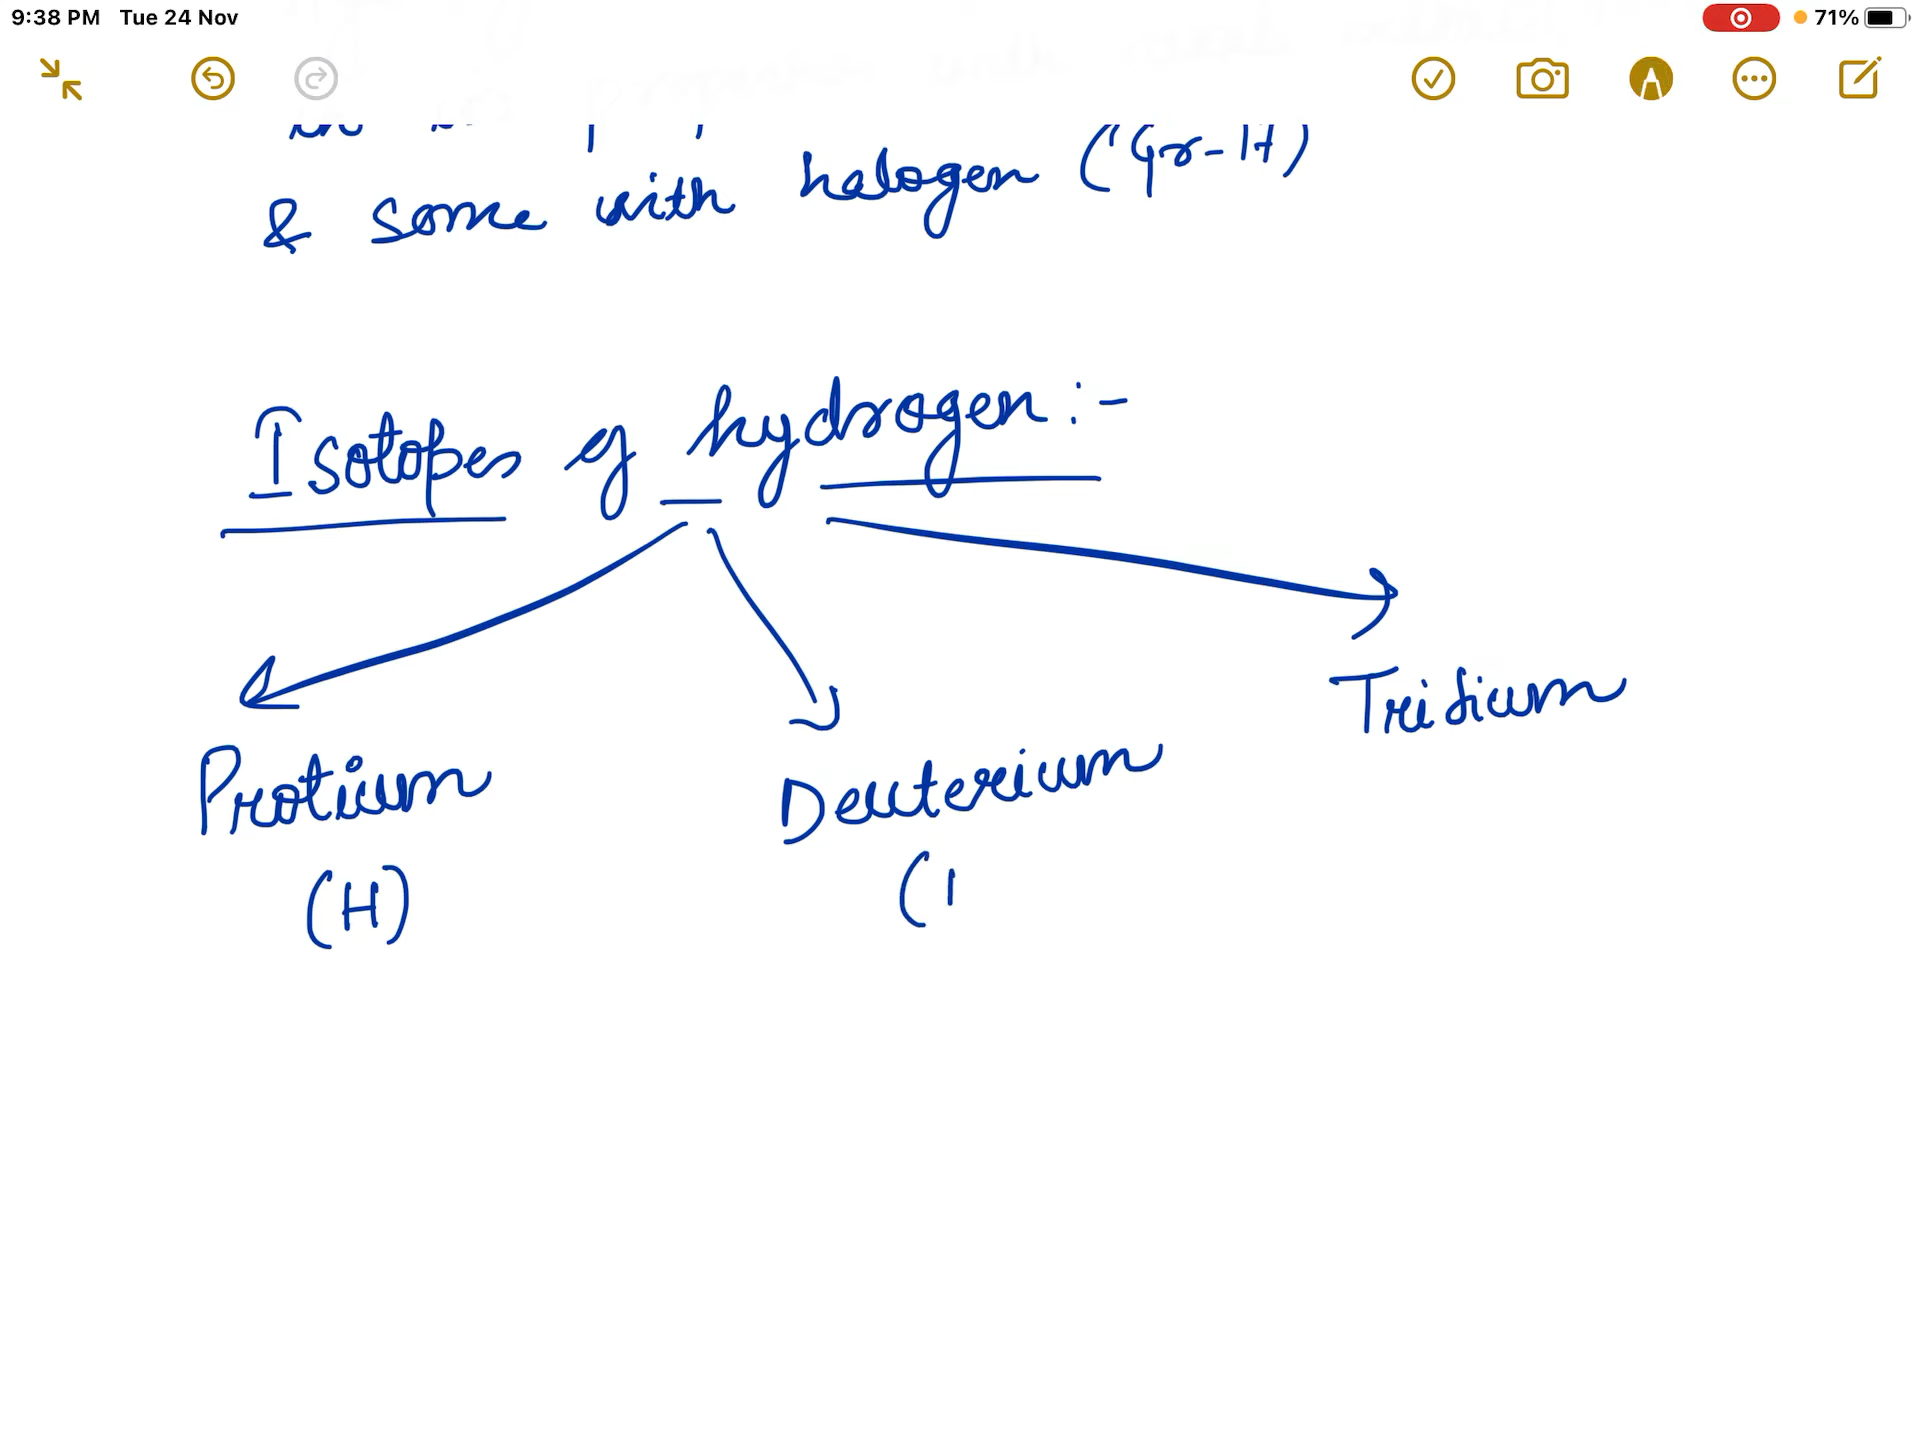 9:38 PM Tue 24 Nov
71%
& some with halogen (Gr-17)
Isotopes of hydrogen:-
Tritium
Protium
Deuterium
(H)
(